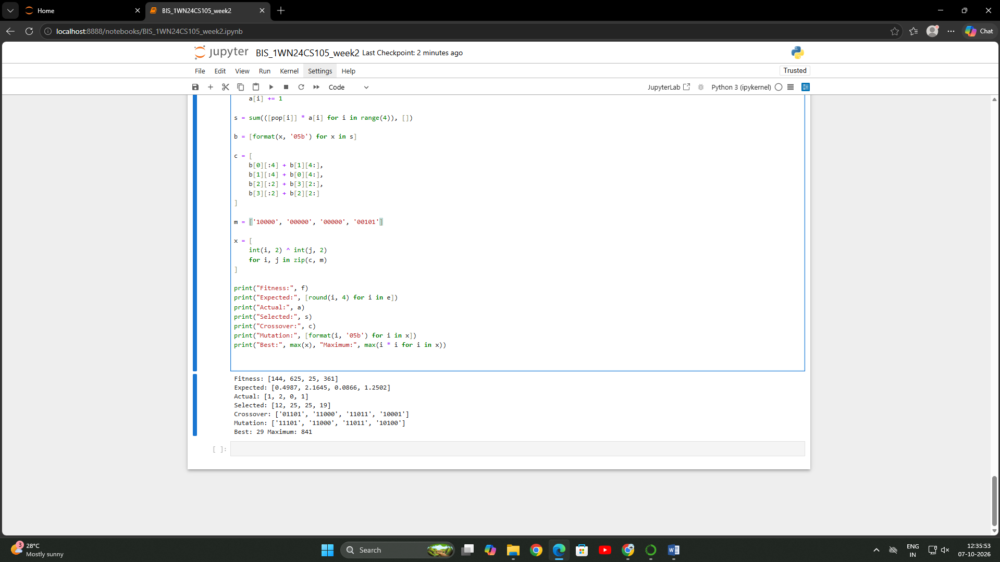 Home
BIS_1WN24CS105_week2
localhost:8888/notebooks/BIS_1WN24CS105_week2.ipynb
Chat
jupyter BIS_1WN24CS105_week2 Last Checkpoint: 2 minutes ago
File Edit View Run Kernel Settings Help
Trusted
Code
JupyterLab
Python 3 (ipykernel)
a[i] += 1
s = sum(([pop[i]] * a[i] for i in range(4)), [])
b = [format(x, '05b') for x in s]
c = [
b[0][:4] + b[1][4:],
b[1][:4] + b[0][4:],
b[2][:2] + b[3][2:],
b[3][:2] + b[2][2:]
]
m = ['10000', '00000', '00000', '00101']
x = [
int(i, 2) ^ int(j, 2)
for i, j in zip(c, m)
]
print("Fitness:", f)
print("Expected:", [round(i, 4) for i in e])
print("Actual:", a)
print("Selected:", s)
print("Crossover:", c)
print("Mutation:", [format(i, '05b') for i in x])
print("Best:", max(x), "Maximum:", max(i * i for i in x))
Fitness: [144, 625, 25, 361]
Expected: [0.4987, 2.1645, 0.0866, 1.2502]
Actual: [1, 2, 0, 1]
Selected: [12, 25, 25, 19]
Crossover: ['01101', '11000', '11011', '10001']
Mutation: ['11101', '11000', '11011', '10100']
Best: 29 Maximum: 841
[ ]:
3
28°C
Mostly sunny
Search
ENG
IN
12:35:53
07-10-2026